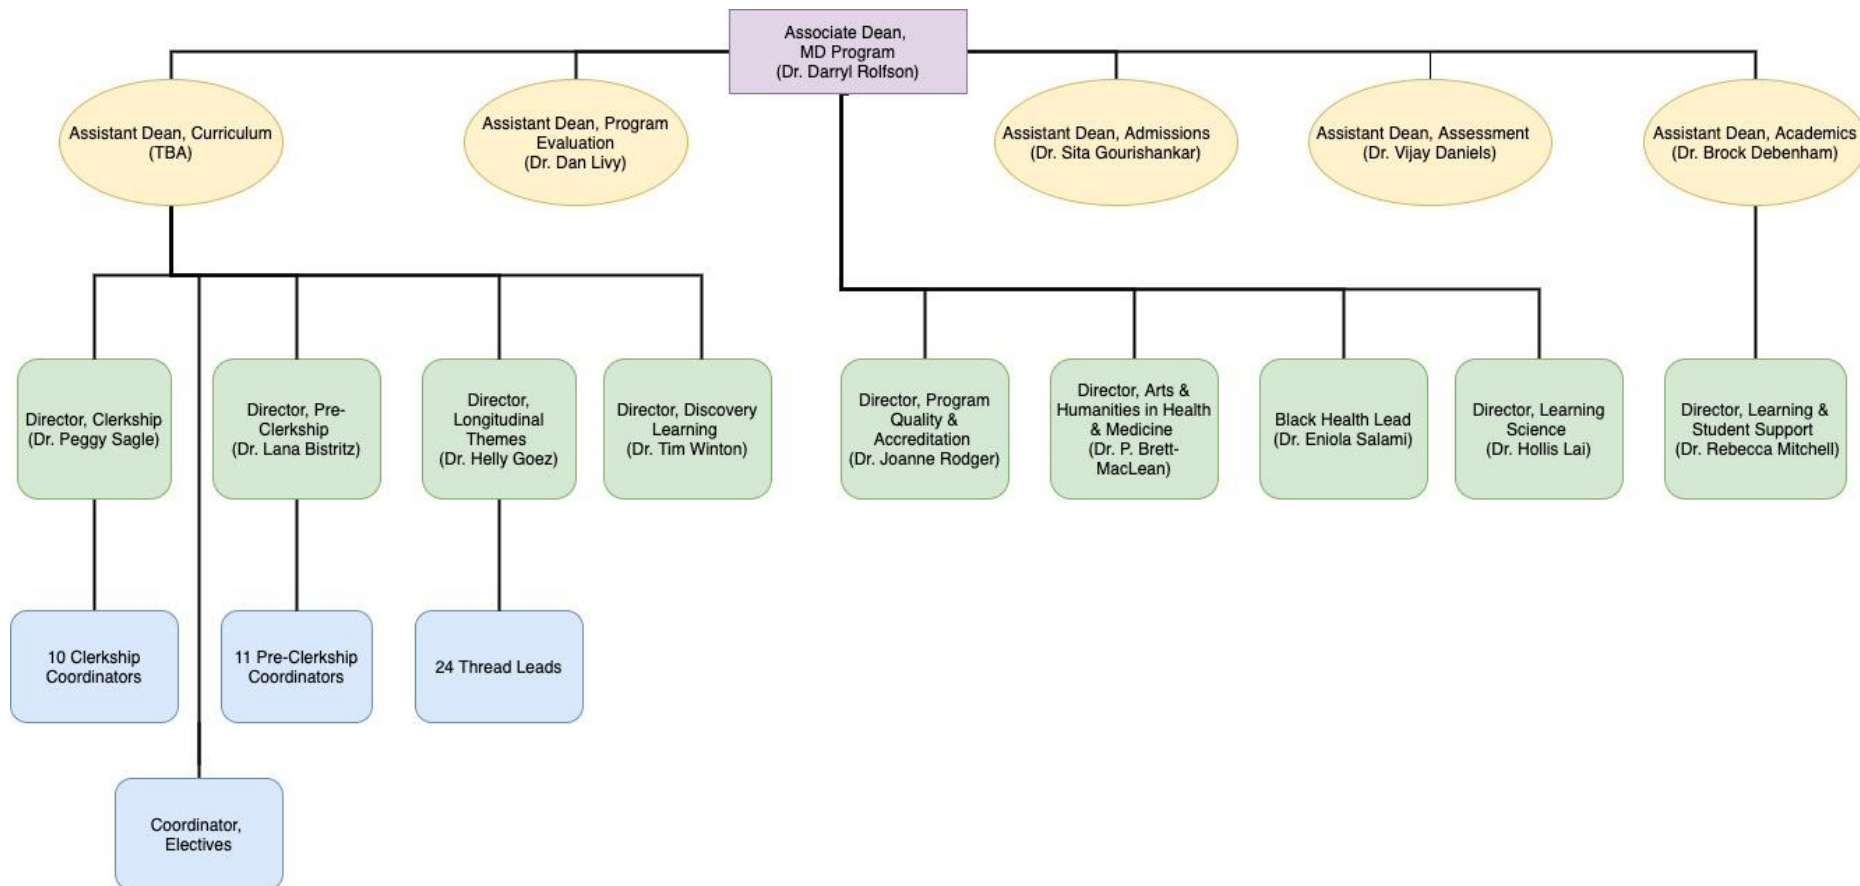 Associate Dean,
MD Program
(Dr. Darryl Rolfson)
Assistant Dean, Curriculum
(TBA)
Assistant Dean, Program
Evaluation
(Dr. Dan Livy)
Assistant Dean, Admissions
(Dr. Sita Gourishankar)
Assistant Dean, Assessment
(Dr. Vijay Daniels)
Assistant Dean, Academics
(Dr. Brock Debenham)
Director, Clerkship
(Dr. Peggy Sagle)
Director, Pre-
Clerkship
(Dr. Lana Bistritz)
Director,
Longitudinal
Themes
(Dr. Helly Goez)
Director, Discovery
Learning
(Dr. Tim Winton)
Director, Program
Quality &
Accreditation
(Dr. Joanne Rodger)
Director, Arts &
Humanities in Health
& Medicine
(Dr. P. Brett-
MacLean)
Black Health Lead
(Dr. Eniola Salami)
Director, Learning
Science
(Dr. Hollis Lai)
Director, Learning &
Student Support
(Dr. Rebecca Mitchell)
10 Clerkship
Coordinators
11 Pre-Clerkship
Coordinators
24 Thread Leads
Coordinator,
Electives